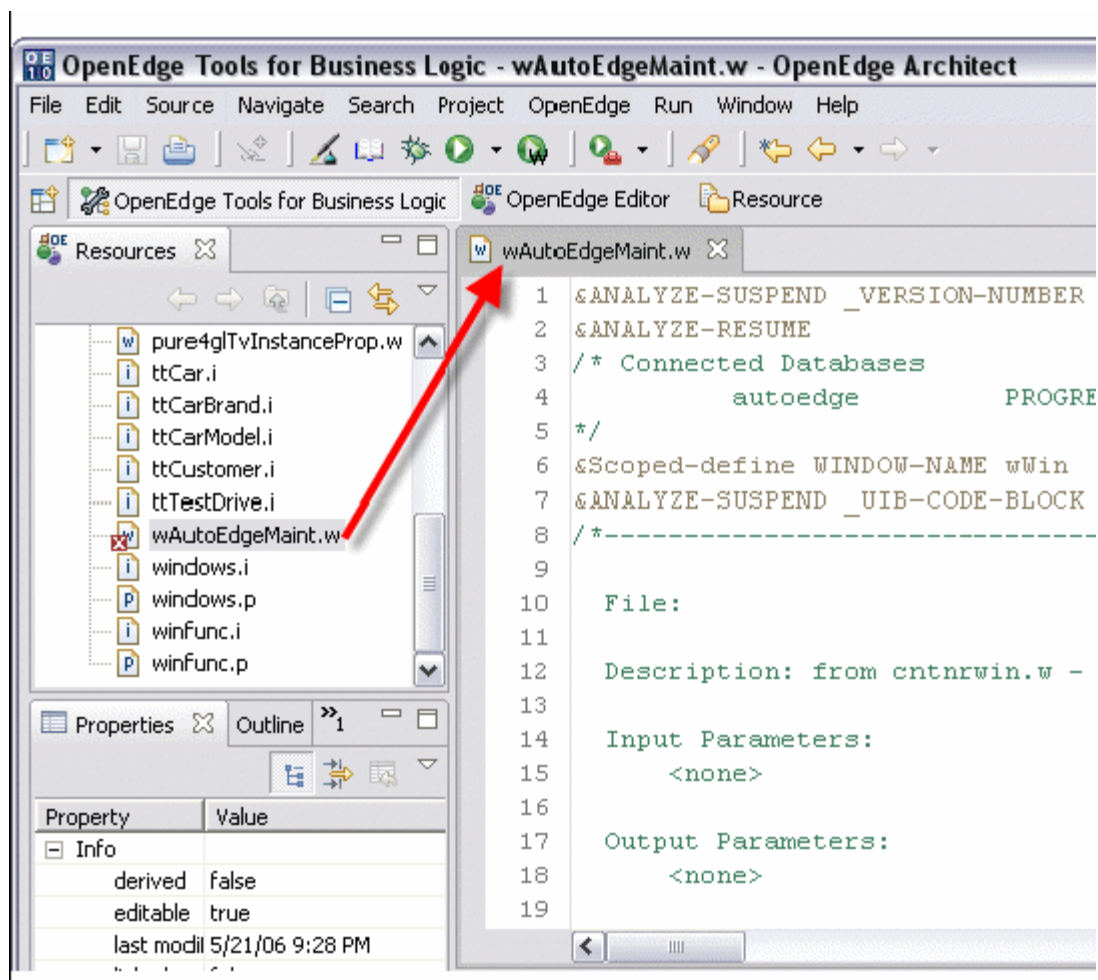 OpenEdge Tools for Business Logic - wAutoEdgeMaint.w - OpenEdge Architect
File Edit Source Navigate Search Project OpenEdge Run Window Help
OpenEdge Tools for Business Logic OpenEdge Editor Resource
Resources
pure4glTvInstanceProp.w
ttCar.i
ttCarBrand.i
ttCarModel.i
ttCustomer.i
ttTestDrive.i
wAutoEdgeMaint.w
windows.i
windows.p
winfunc.i
winfunc.p
Properties Outline »1
Property Value
Info
derived false
editable true
last modi 5/21/06 9:28 PM
wAutoEdgeMaint.w
1 &ANALYZE-SUSPEND _VERSION-NUMBER
2 &ANALYZE-RESUME
3 /* Connected Databases
4 autoedge PROGRE
5 */
6 &Scoped-define WINDOW-NAME wWin
7 &ANALYZE-SUSPEND _UIB-CODE-BLOCK
8 /*------------------------------
9
10 File:
11
12 Description: from cntnrwin.w -
13
14 Input Parameters:
15 <none>
16
17 Output Parameters:
18 <none>
19